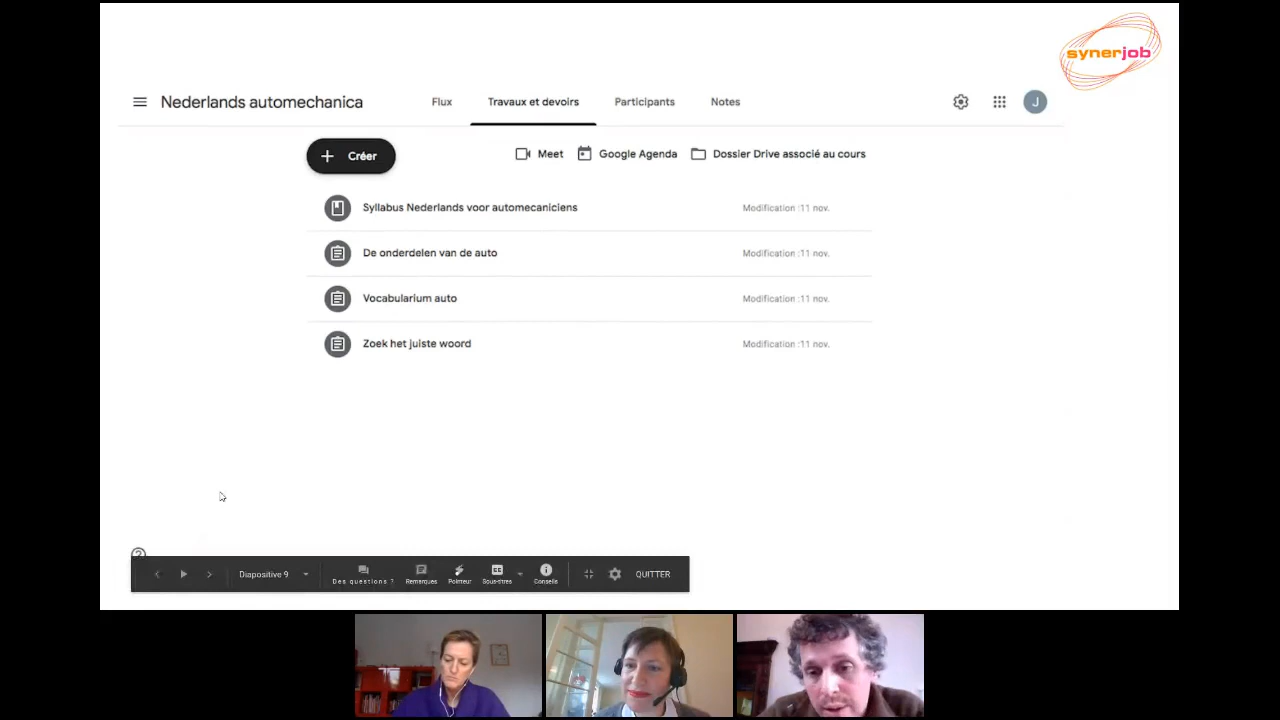 synerjob
Nederlands automechanica
Flux
Travaux et devoirs
Participants
Notes
J
Créer
Meet
Google Agenda
Dossier Drive associé au cours
Syllabus Nederlands voor automecaniciens
Modification :11 nov.
De onderdelen van de auto
Modification :11 nov.
Vocabularium auto
Modification :11 nov.
Zoek het juiste woord
Modification :11 nov.
Diapositive 9
Des questions ?
Remarques
Pointeur
Sous-titres
Conseils
QUITTER